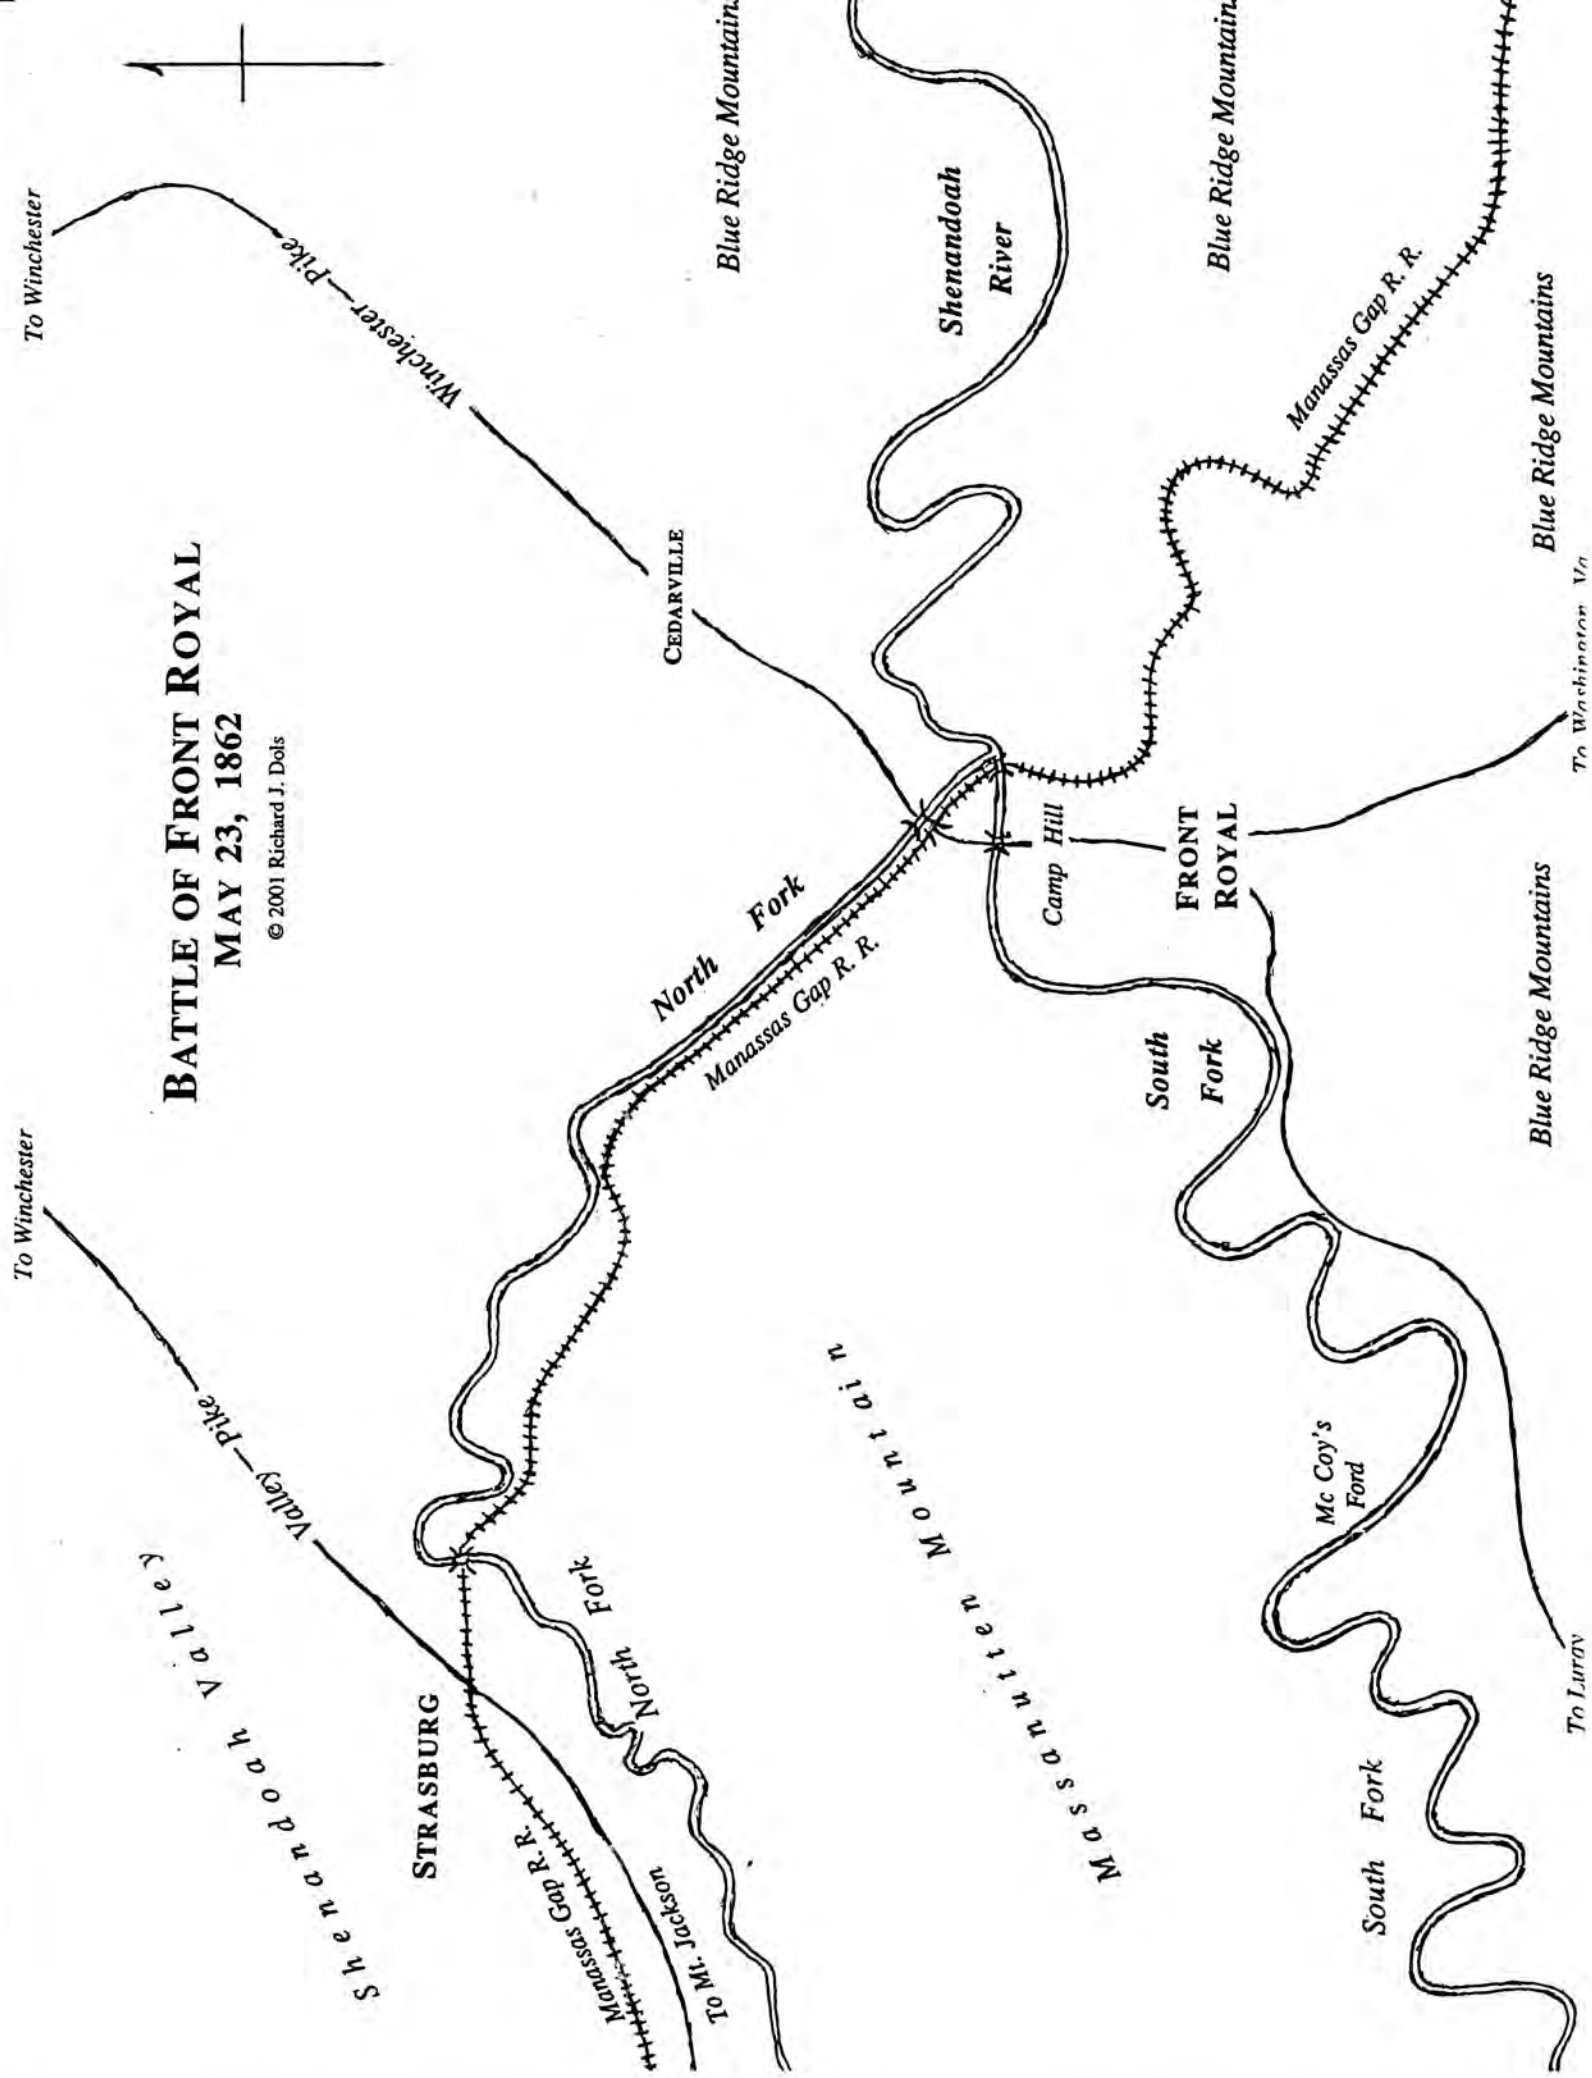 BATTLE OF FRONT ROYAL
MAY 23, 1862
© 2001 Richard J. Dols
To Winchester
To Winchester
Winchester Pike
Valley Pike
Shenandoah Valley
STRASBURG
CEDARVILLE
North Fork
Manassas Gap R. R.
North Fork
Manassas Gap R. R.
To Mt. Jackson
Massanutten Mountain
Camp Hill
FRONT
ROYAL
South
Fork
Mc Coy's
Ford
South Fork
To Luray
Shenandoah
River
Manassas Gap R. R.
Blue Ridge Mountains
Blue Ridge Mountains
Blue Ridge Mountains
Blue Ridge Mountains
To Washington Va